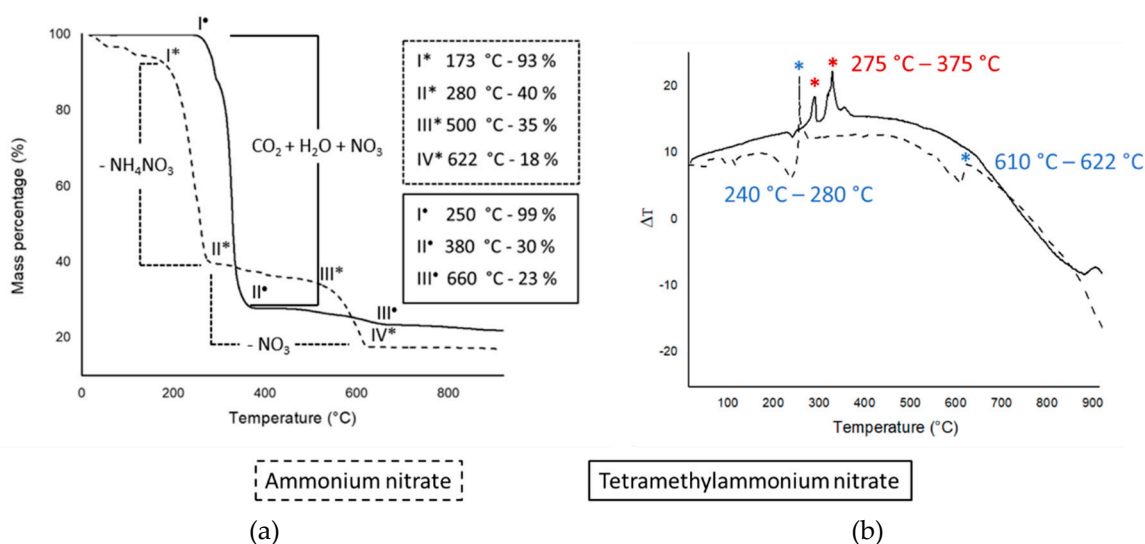 I•
100
I*
80
60
40
20
Mass percentage (%)
- NH₄NO₃
CO₂ + H₂O + NO₃
II*
III*
II•
III•
IV*
- NO₃
0
200
400
600
800
Temperature (°C)
I* 173 °C - 93 %
II* 280 °C - 40 %
III* 500 °C - 35 %
IV* 622 °C - 18 %
I• 250 °C - 99 %
II• 380 °C - 30 %
III• 660 °C - 23 %
20
10
0
-10
-20
ΔT
* * *
275 °C – 375 °C
*
240 °C – 280 °C
610 °C – 622 °C
100 200 300 400 500 600 700 800 900
Temperature (°C)
Ammonium nitrate
Tetramethylammonium nitrate
(a)
(b)